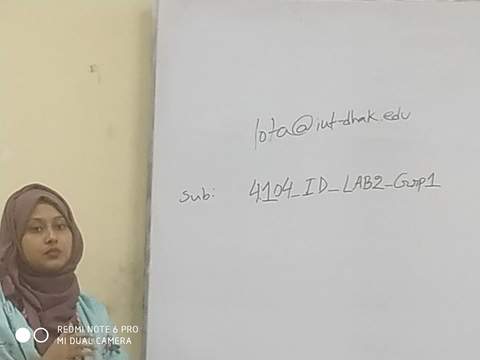 lota@iut-dhak.edu
Sub: 4104_ID_LAB2_Grp1
REDMI NOTE 6 PRO
MI DUAL CAMERA